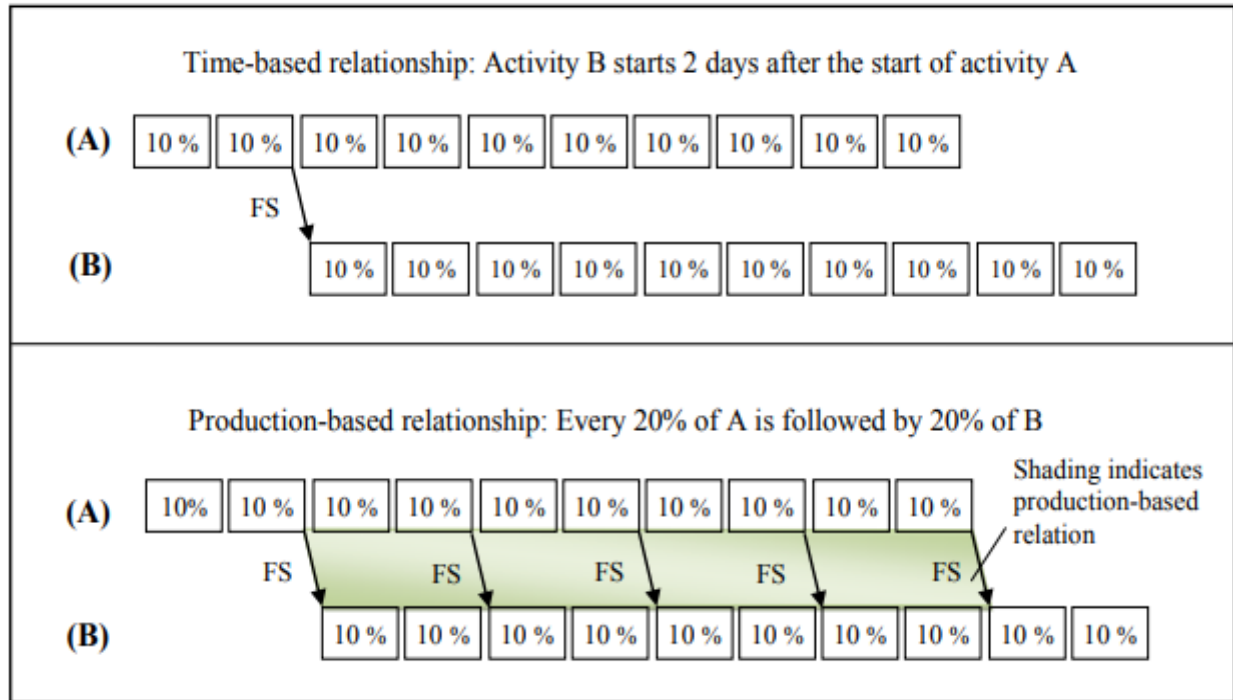 Time-based relationship: Activity B starts 2 days after the start of activity A
(A) 10 % 10 % 10 % 10 % 10 % 10 % 10 % 10 % 10 % 10 %
FS
(B) 10 % 10 % 10 % 10 % 10 % 10 % 10 % 10 % 10 % 10 %
Production-based relationship: Every 20% of A is followed by 20% of B
Shading indicates
production-based
relation
(A) 10% 10 % 10 % 10 % 10 % 10 % 10 % 10 % 10 % 10 %
FS FS FS FS FS
(B) 10 % 10 % 10 % 10 % 10 % 10 % 10 % 10 % 10 % 10 %